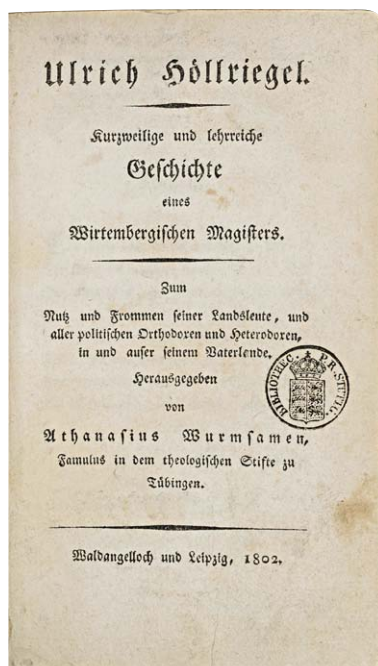 Ulrich Höllriegel.
Kurzweilige und lehrreiche
Geschichte
eines
Wirtembergischen Magisters.
Zum
Nutz und Frommen seiner Landsleute, und
aller politischen Orthodoxen und Heterodoxen,
in und auser seinem Vaterlande.
Herausgegeben
von
Athanasius Wurmsamen,
Famulus in dem theologischen Stifte zu
Tübingen.
BIBLIOTHEC. P. R. STUTTG.
Waldangelloch und Leipzig, 1802.